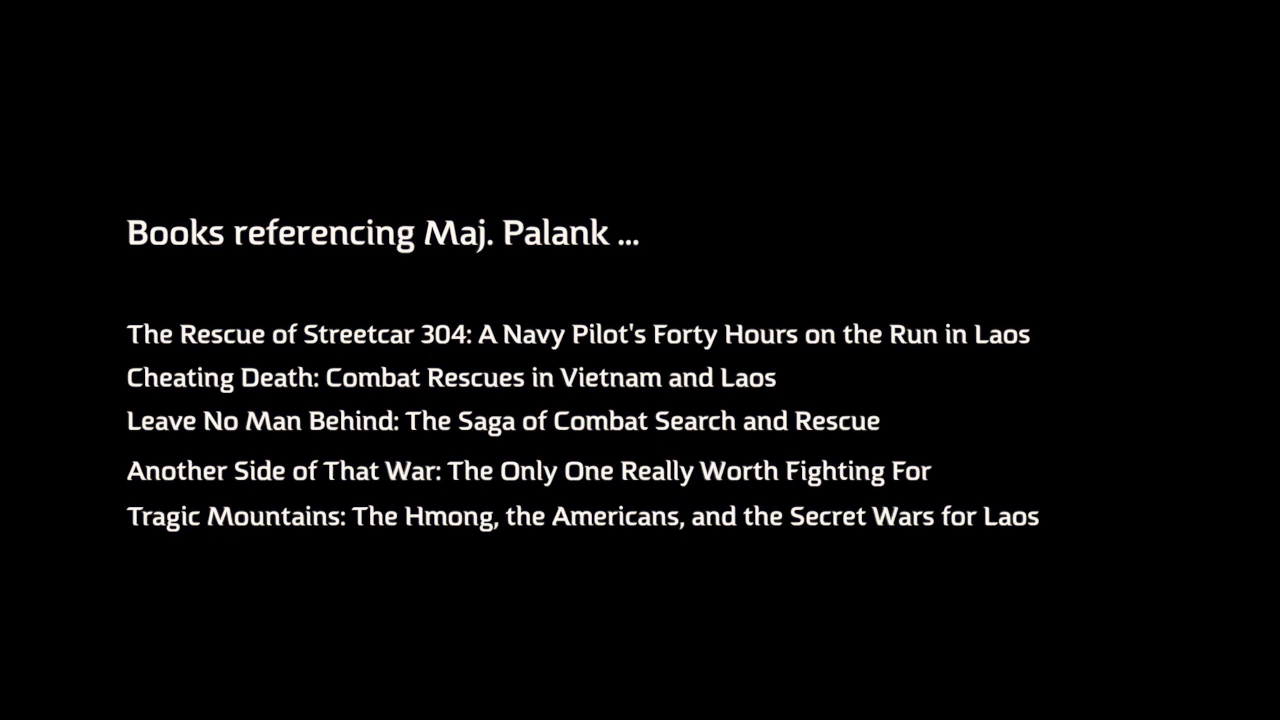 Books referencing Maj. Palank ...
The Rescue of Streetcar 304: A Navy Pilot's Forty Hours on the Run in Laos
Cheating Death: Combat Rescues in Vietnam and Laos
Leave No Man Behind: The Saga of Combat Search and Rescue
Another Side of That War: The Only One Really Worth Fighting For
Tragic Mountains: The Hmong, the Americans, and the Secret Wars for Laos